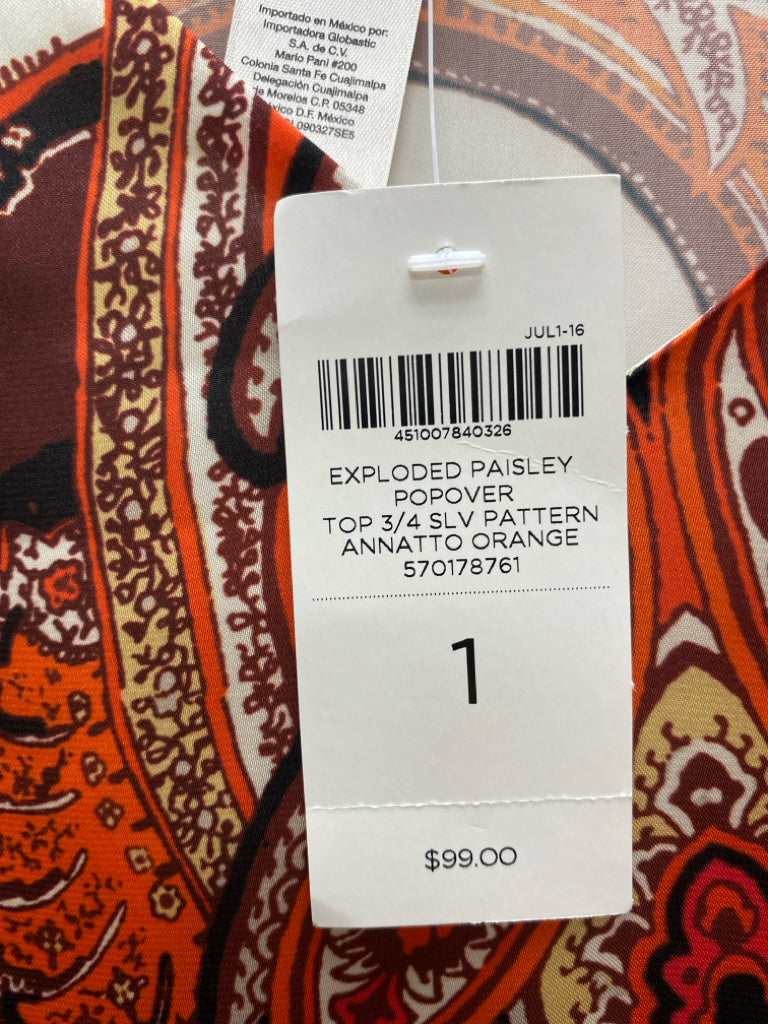 Importado en México por:
Importadora Globastic
S.A. de C.V.
Mario Pani #200
Colonia Santa Fe Cuajimalpa
Delegación Cuajimalpa
de Morelos C.P. 05348
México D.F. México
090327SE5
JUL1-16
451007840326
EXPLODED PAISLEY
POPOVER
TOP 3/4 SLV PATTERN
ANNATTO ORANGE
570178761
1
$99.00